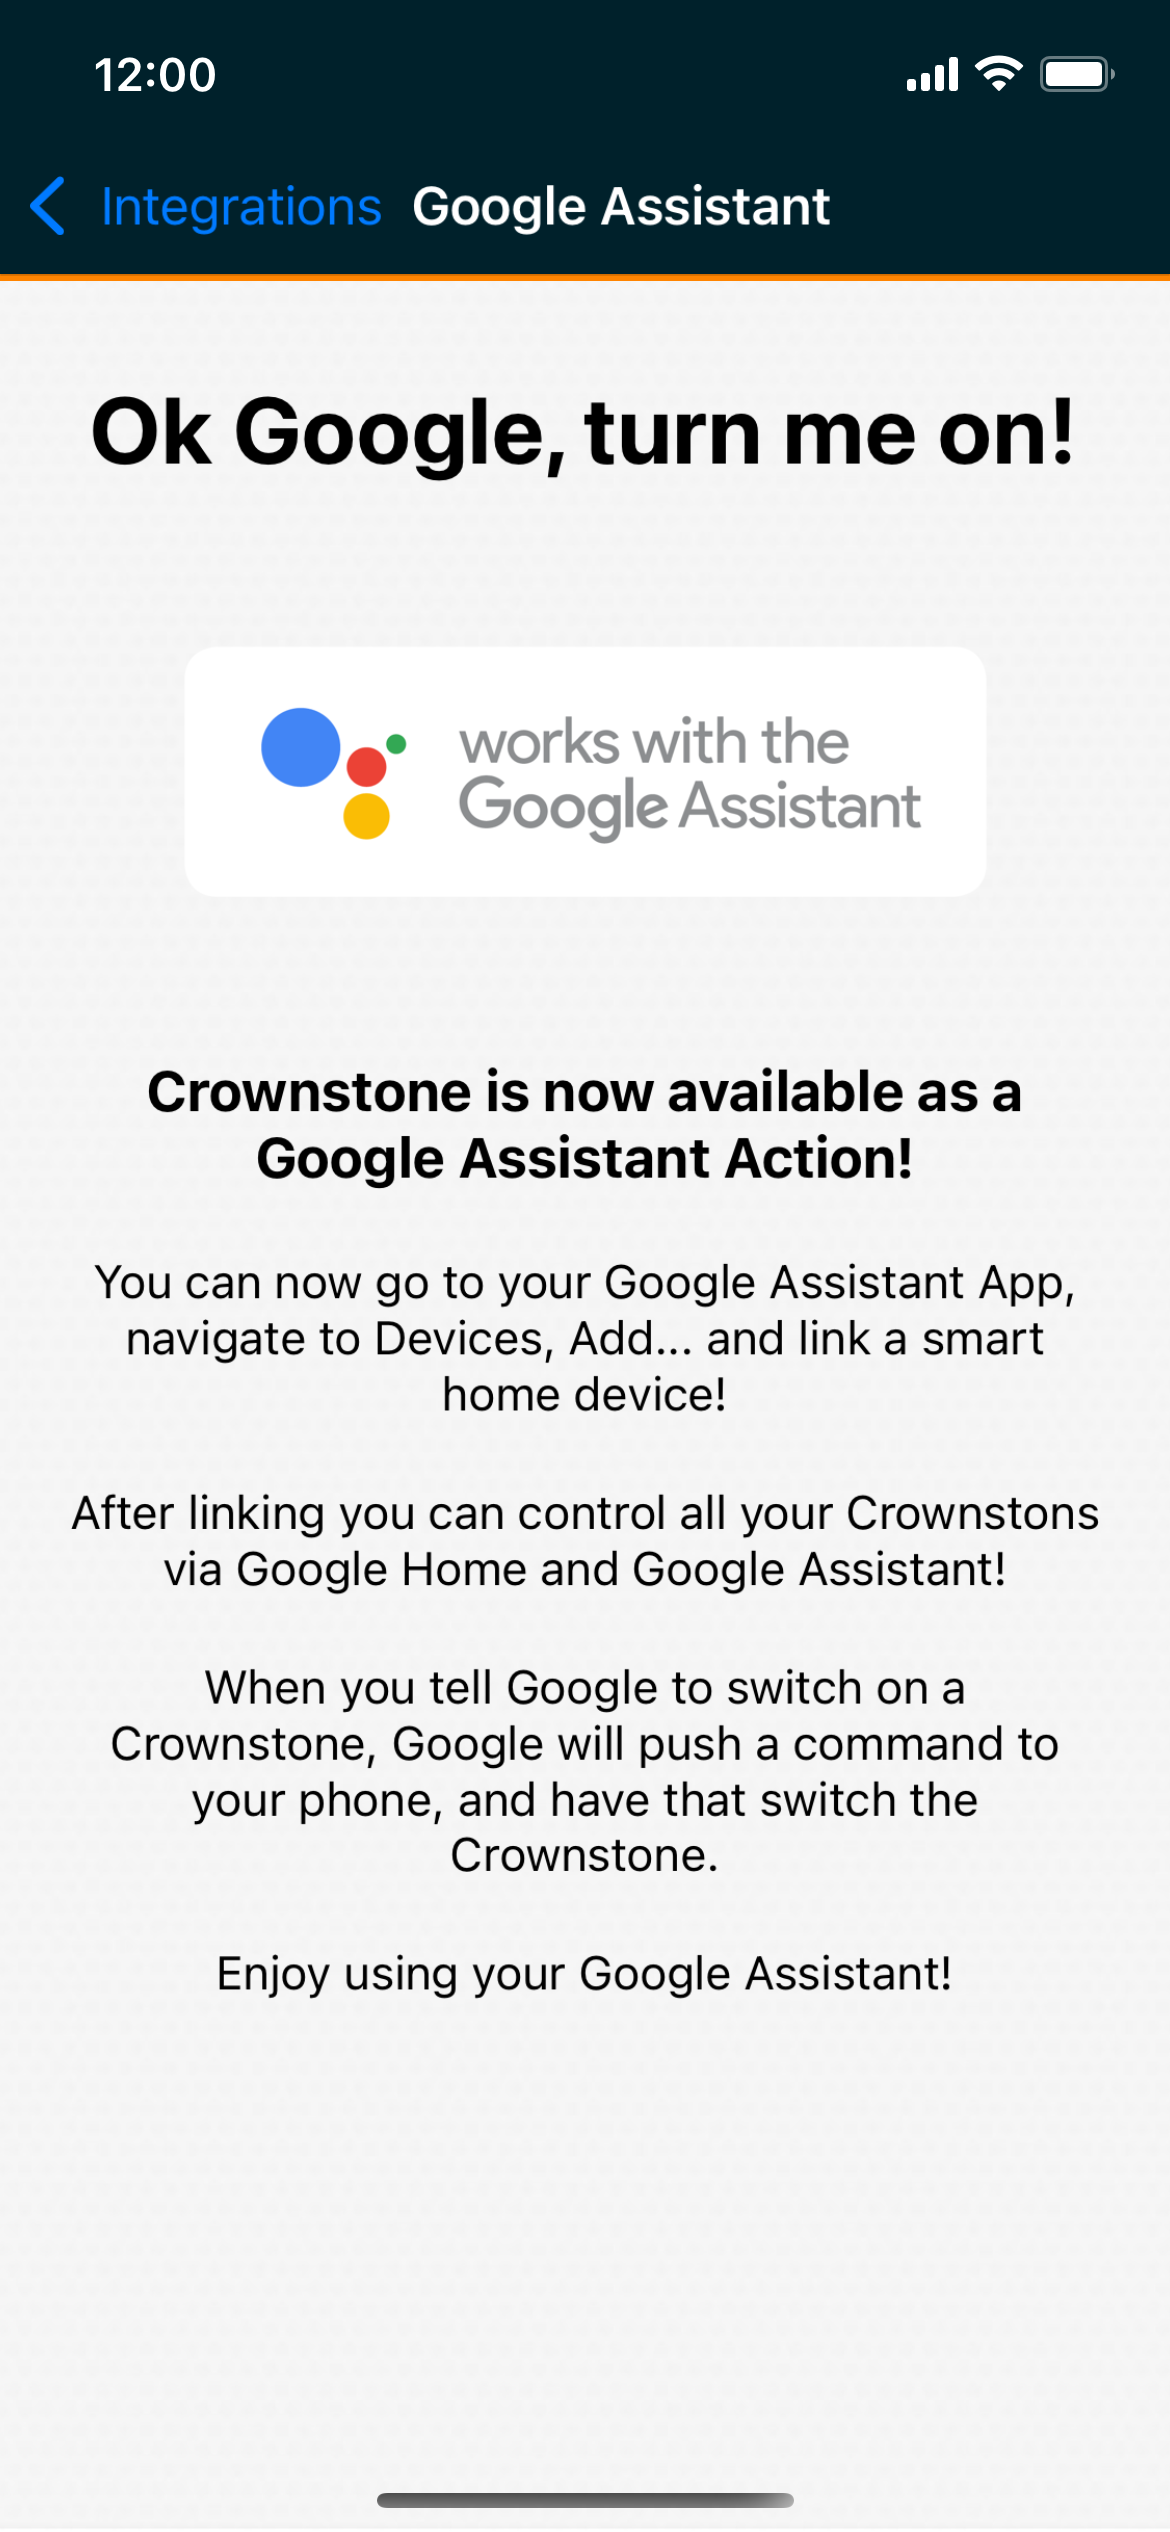 12:00
Integrations Google Assistant
Ok Google, turn me on!
works with the
Google Assistant
Crownstone is now available as a
Google Assistant Action!
You can now go to your Google Assistant App,
navigate to Devices, Add... and link a smart
home device!
After linking you can control all your Crownstons
via Google Home and Google Assistant!
When you tell Google to switch on a
Crownstone, Google will push a command to
your phone, and have that switch the
Crownstone.
Enjoy using your Google Assistant!